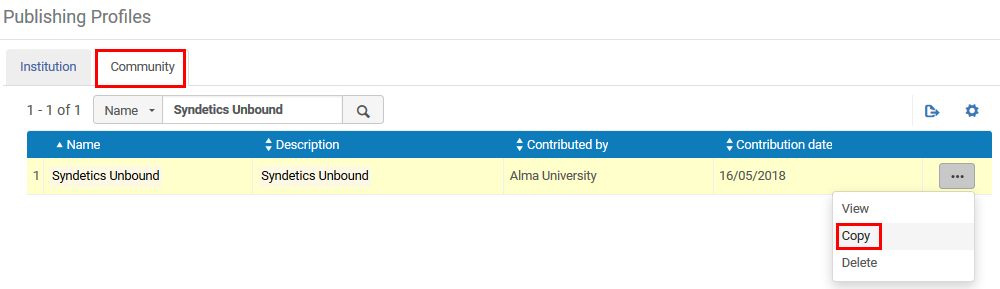 Publishing Profiles
Institution Community
1 - 1 of 1 Name Syndetics Unbound
Name Description Contributed by Contribution date
1 Syndetics Unbound Syndetics Unbound Alma University 16/05/2018
View
Copy
Delete